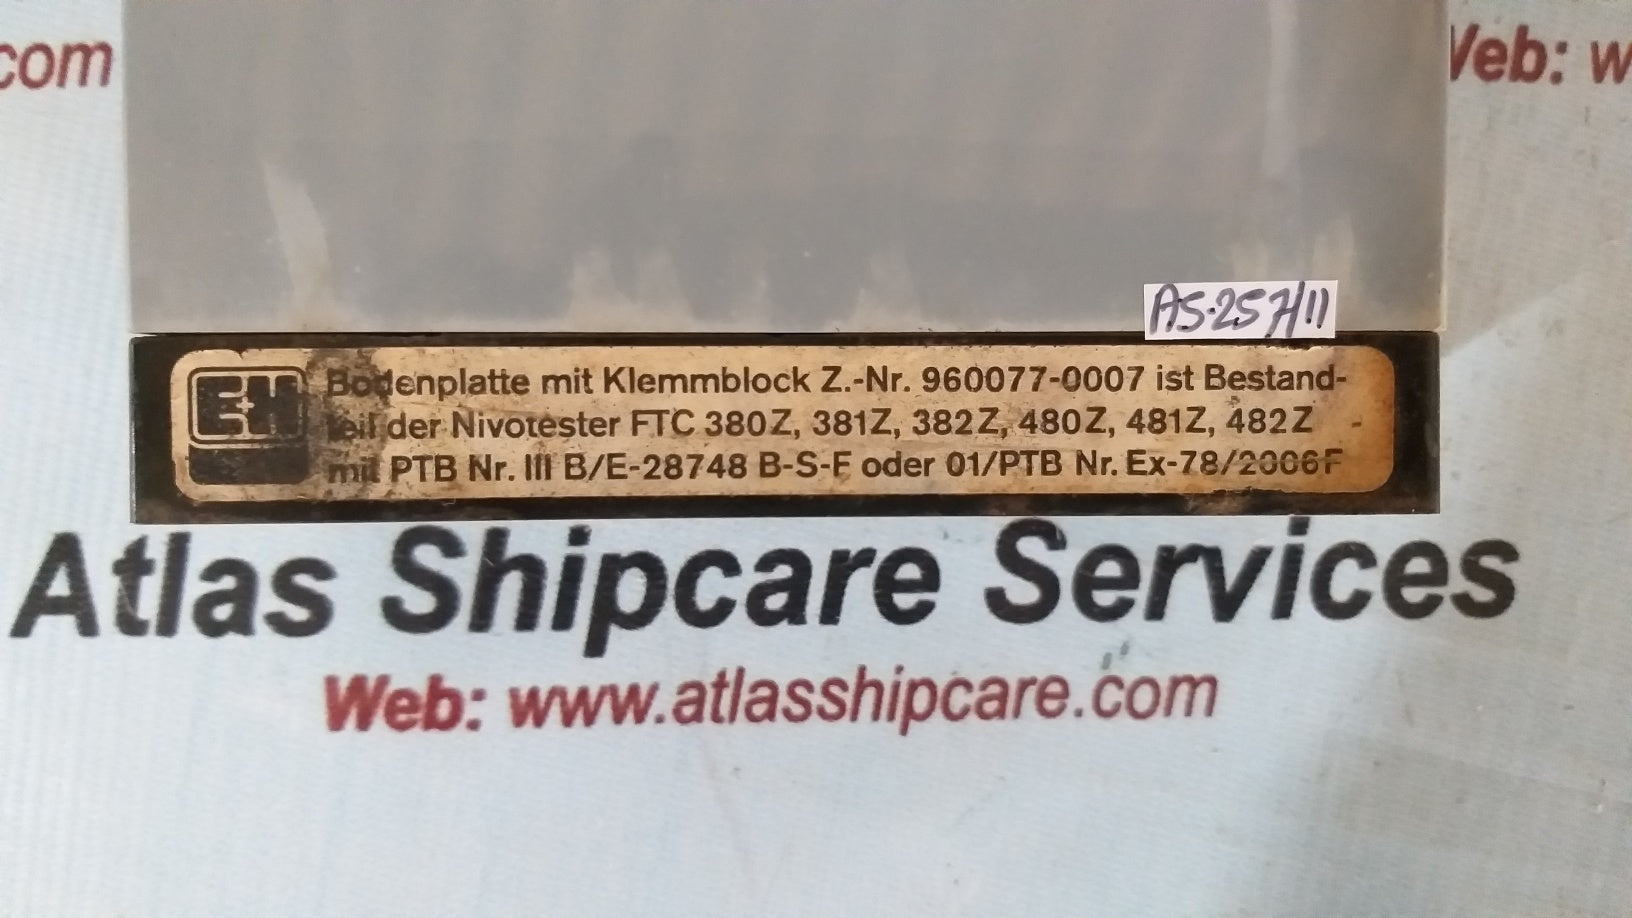 com
Web: w
AS-257/11
E+H
Bodenplatte mit Klemmblock Z.-Nr. 960077-0007 ist Bestand-
teil der Nivotester FTC 380Z, 381Z, 382Z, 480Z, 481Z, 482Z
mit PTB Nr. III B/E-28748 B-S-F oder 01/PTB Nr. Ex-78/2006F
Atlas Shipcare Services
Web: www.atlasshipcare.com